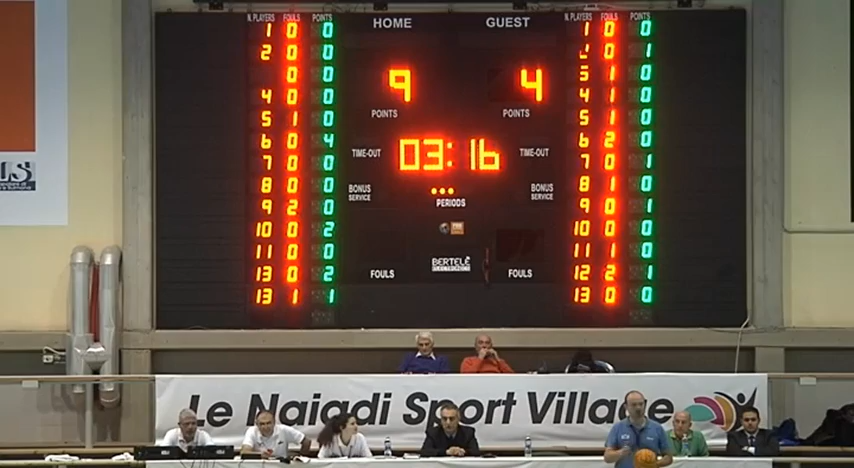 N. PLAYERS FOULS POINTS
HOME
GUEST
N. PLAYERS FOULS POINTS
1 0 0
2 0 0
0 0
4 0 0
5 1 0
6 0 4
7 0 0
8 0 0
9 2 0
10 0 2
11 0 0
13 0 2
13 1 1
9
4
POINTS
POINTS
TIME-OUT
03:16
TIME-OUT
BONUS
SERVICE
PERIODS
BONUS
SERVICE
BERTELÈ
ELECTRONICS
FOULS
FOULS
1 0 0
0 1
5 1 0
4 1 0
5 1 0
6 2 0
7 0 1
8 1 0
9 0 1
10 0 0
11 1 0
12 2 1
13 0 0
Le Naiadi Sport Village